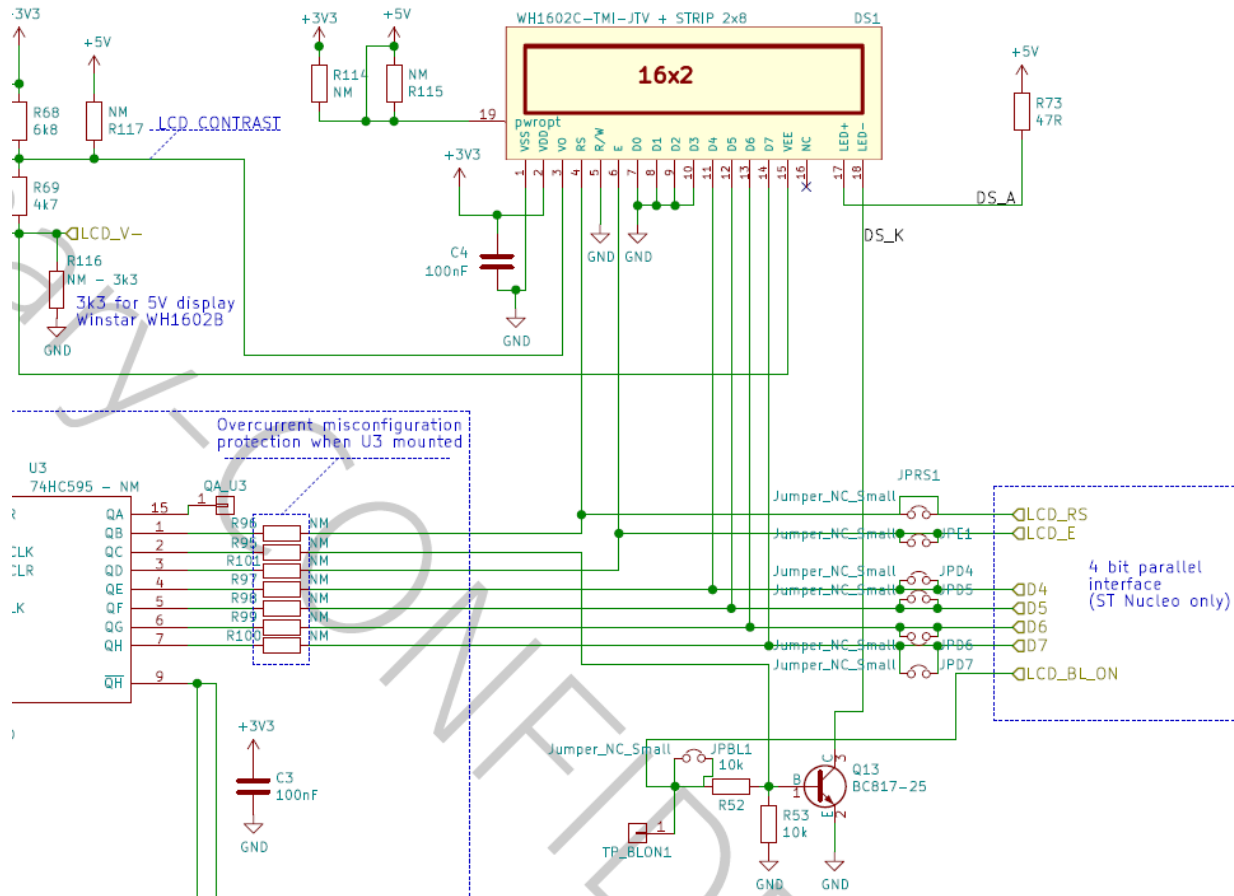 +3V3
+5V
R68
6k8
NM
R117
LCD CONTRAST
R69
4k7
LCD_V-
R116
NM - 3k3
3k3 for 5V display
Winstar WH1602B
GND
+3V3
+5V
R114
NM
NM
R115
WH1602C-TMI-JTV + STRIP 2x8
DS1
16x2
19
pwropt
VSS
VDD
VO
RS
R/W
E
D0
D1
D2
D3
D4
D5
D6
D7
VEE
NC
LED+
LED-
1
2
3
4
5
6
7
8
9
10
11
12
13
14
15
16
17
18
+3V3
C4
100nF
GND
GND
GND
+5V
R73
47R
DS_A
DS_K
Overcurrent misconfiguration
protection when U3 mounted
U3
74HC595 - NM
QA_U3
1
QA
15
QB
1
QC
2
QD
3
QE
4
QF
5
QG
6
QH
7
QH
9
CLK
CLR
R96
NM
R95
NM
R101
NM
R97
NM
R98
NM
R99
NM
R100
NM
+3V3
C3
100nF
GND
JPRS1
Jumper_NC_Small
LCD_RS
Jumper_NC_Small
JPE1
LCD_E
Jumper_NC_Small
JPD4
D4
Jumper_NC_Small
JPD5
D5
D6
Jumper_NC_Small
JPD6
D7
Jumper_NC_Small
JPD7
LCD_BL_ON
4 bit parallel
interface
(ST Nucleo only)
Jumper_NC_Small
JPBL1
10k
R52
TP_BLON1
1
R53
10k
GND
B
1
C
3
E
2
Q13
BC817-25
GND
ary-CONFID